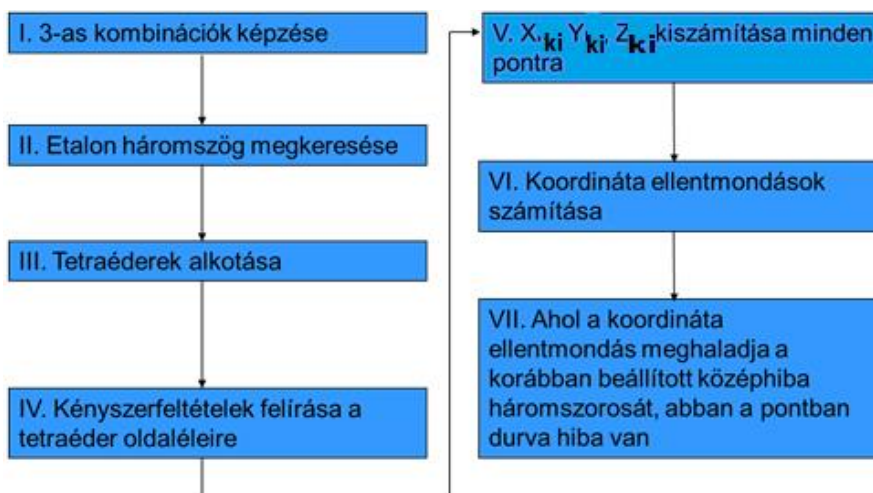 I. 3-as kombinációk képzése
II. Etalon háromszög megkeresése
III. Tetraéderek alkotása
IV. Kényszerfeltételek felírása a
tetraéder oldaléleire
V. X,ki Yki, Zki kiszámítása minden
pontra
VI. Koordináta ellentmondások
számítása
VII. Ahol a koordináta
ellentmondás meghaladja a
korábban beállított középhiba
háromszorosát, abban a pontban
durva hiba van